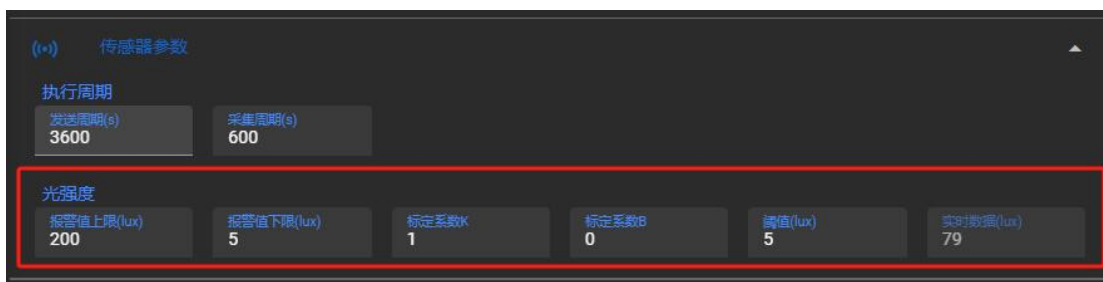 传感器参数
执行周期
发送周期(s) 采集周期(s)
3600 600
光强度
报警值上限(lux) 报警值下限(lux) 标定系数K 标定系数B 阈值(lux) 实时数据(lux)
200 5 1 0 5 79